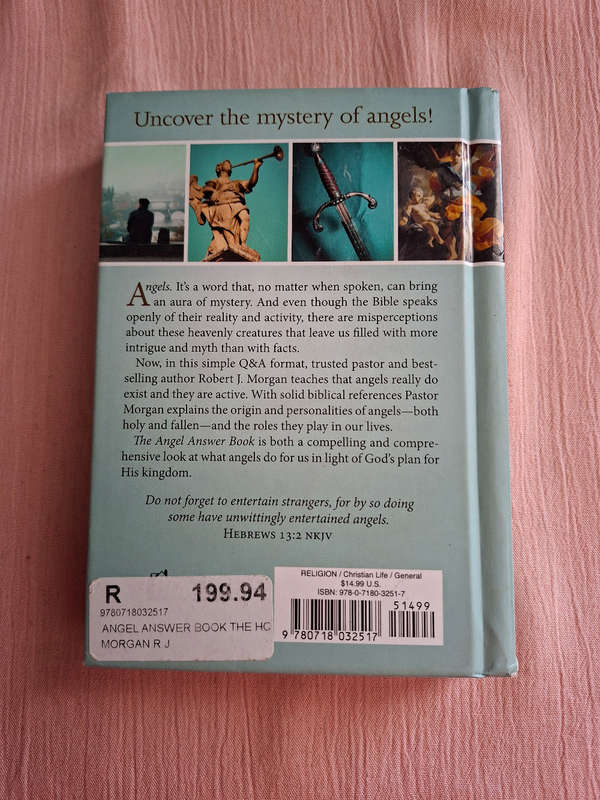 Uncover the mystery of angels!
Angels. It's a word that, no matter when spoken, can bring
an aura of mystery. And even though the Bible speaks
openly of their reality and activity, there are misperceptions
about these heavenly creatures that leave us filled with more
intrigue and myth than with facts.
Now, in this simple Q&A format, trusted pastor and best-
selling author Robert J. Morgan teaches that angels really do
exist and they are active. With solid biblical references Pastor
Morgan explains the origin and personalities of angels—both
holy and fallen—and the roles they play in our lives.
The Angel Answer Book is both a compelling and compre-
hensive look at what angels do for us in light of God's plan for
His kingdom.
Do not forget to entertain strangers, for by so doing
some have unwittingly entertained angels.
HEBREWS 13:2 NKJV
R 199.94
9780718032517
ANGEL ANSWER BOOK THE HC
MORGAN R J
RELIGION / Christian Life / General
$14.99 U.S.
ISBN: 978-0-7180-3251-7
51499
9 780718 032517